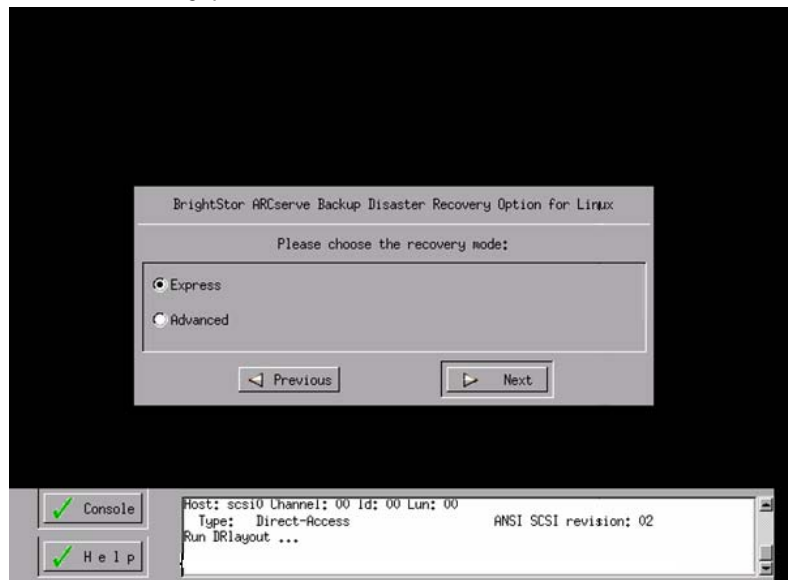 BrightStor ARCserve Backup Disaster Recovery Option for Linux
Please choose the recovery mode:
Express
Advanced
Previous
Next
Console
Help
Host: scsi0 Channel: 00 Id: 00 Lun: 00
Type: Direct-Access ANSI SCSI revision: 02
Run DRlayout ...